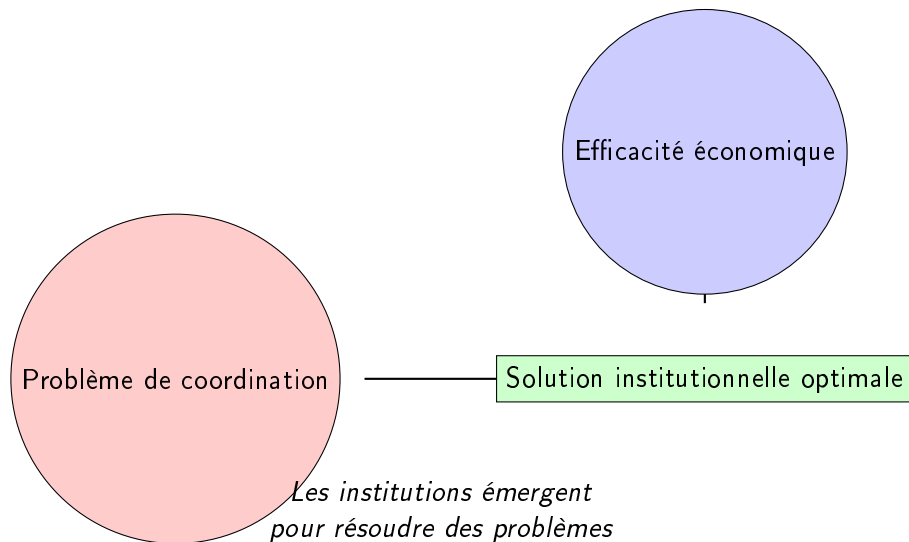 Efficacité économique
Problème de coordination
Solution institutionnelle optimale
Les institutions émergent
pour résoudre des problèmes